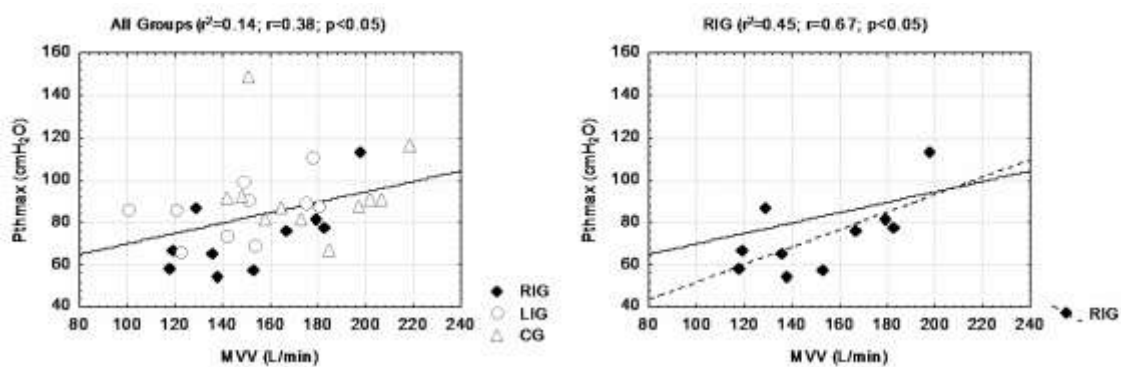 All Groups (r²=0.14; r=0.38; p<0.05)
160
140
120
100
80
60
40
Pthmax (cmH₂O)
80 100 120 140 160 180 200 220 240
MVV (L/min)
RIG
LIG
CG
RIG (r²=0.45; r=0.67; p<0.05)
160
140
120
100
80
60
40
Pthmax (cmH₂O)
80 100 120 140 160 180 200 220 240
MVV (L/min)
RIG